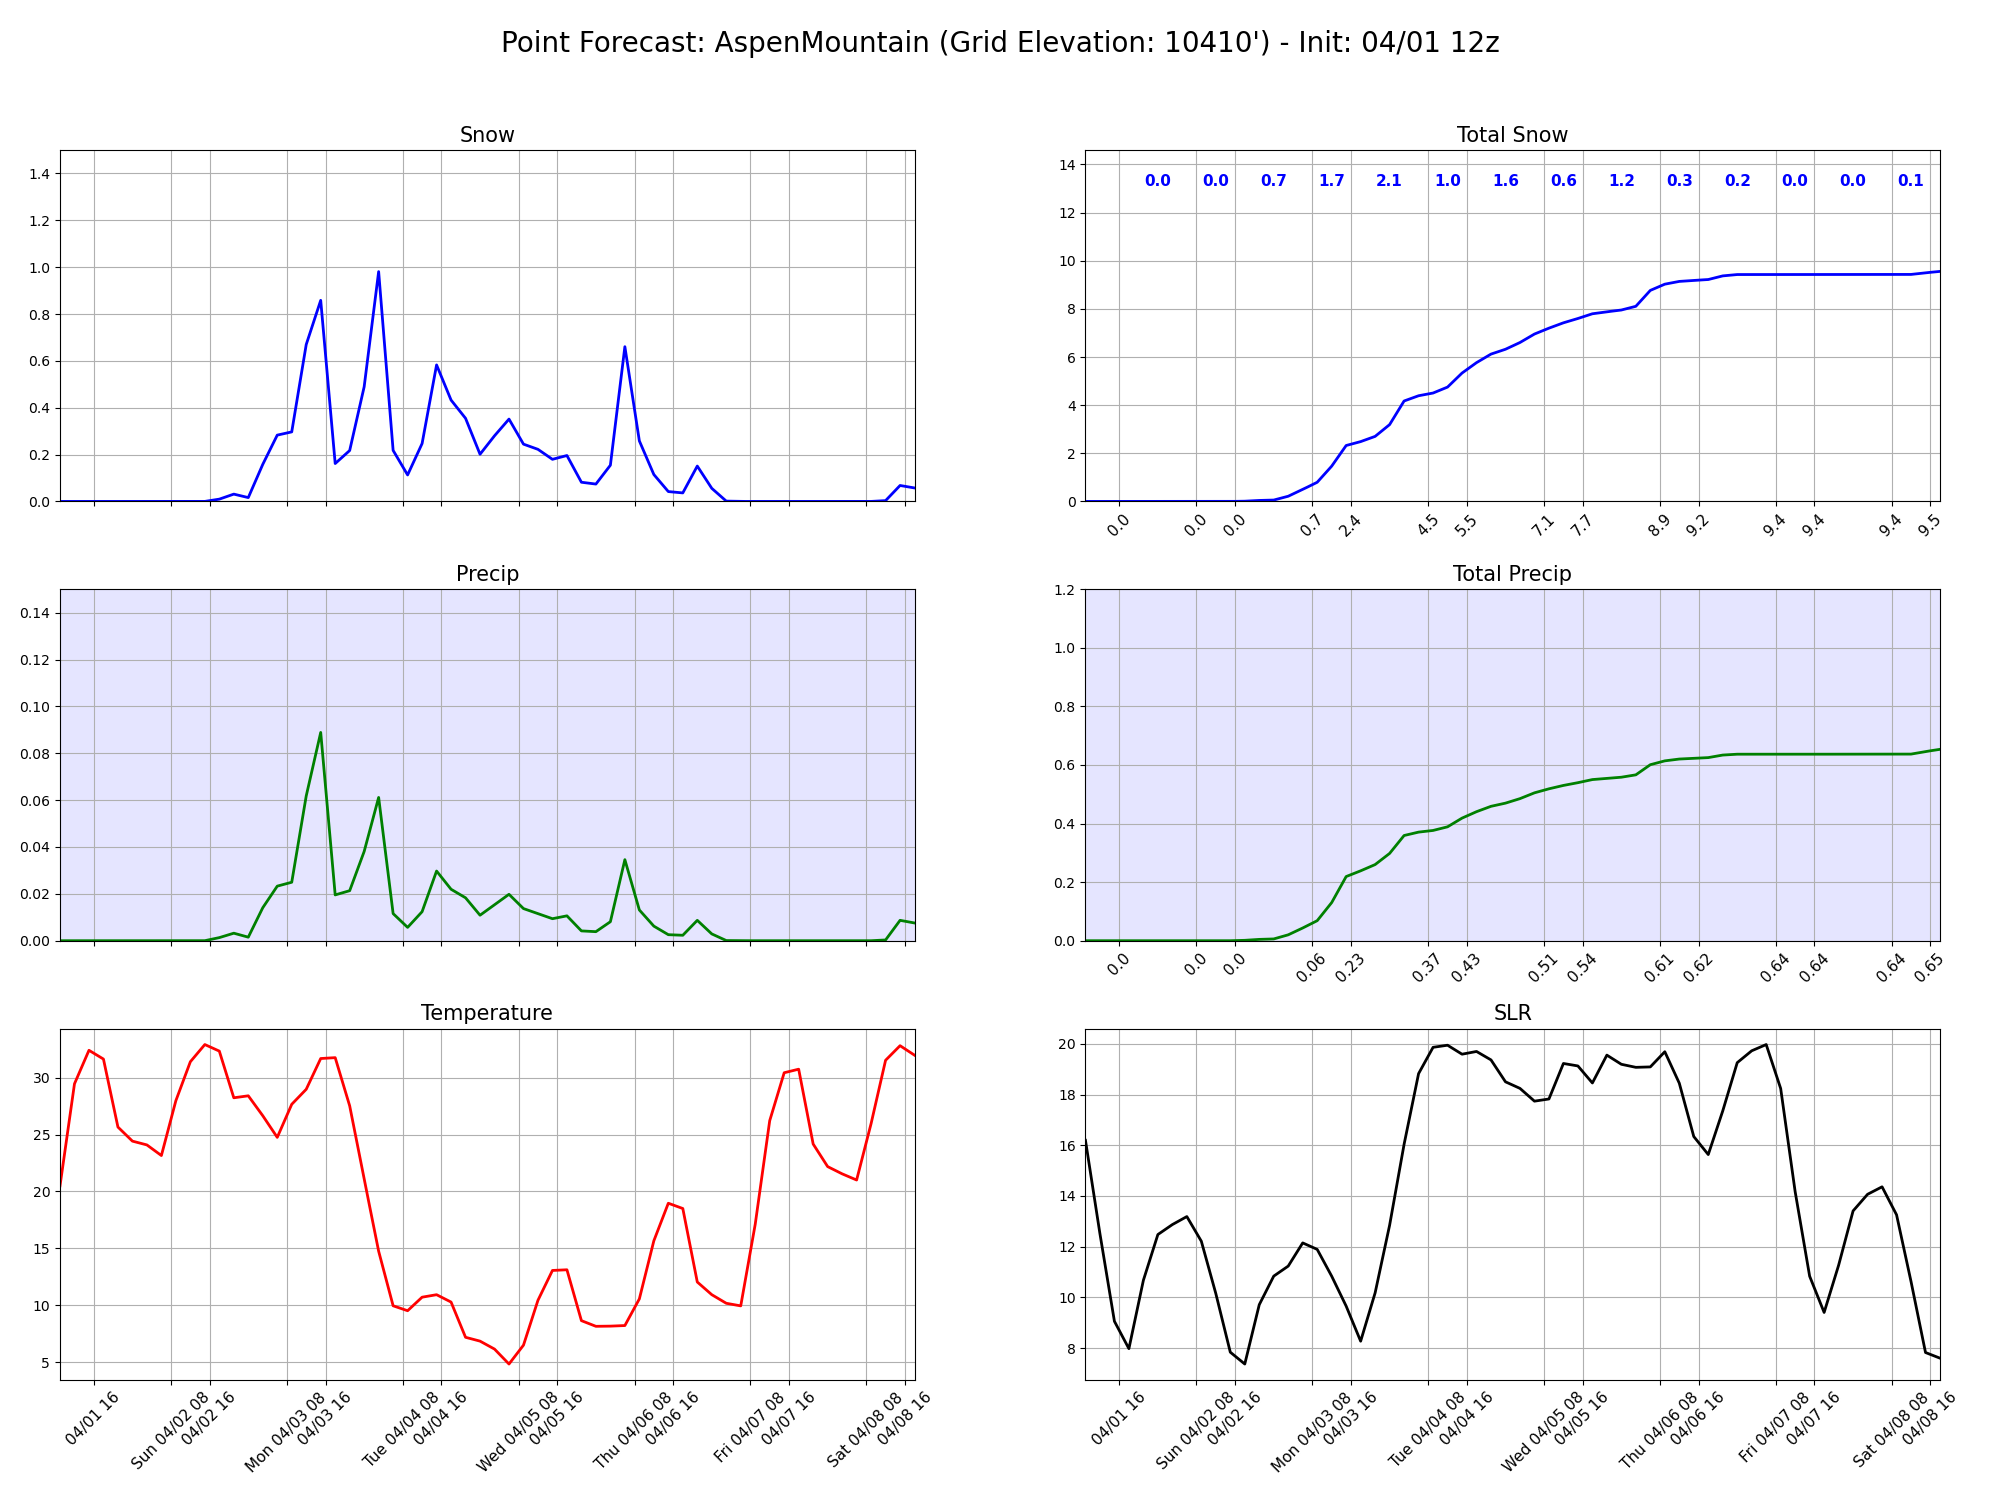 Point Forecast: AspenMountain (Grid Elevation: 10410') - Init: 04/01 12z
Snow
1.4
1.2
1.0
0.8
0.6
0.4
0.2
0.0
Total Snow
14
12
10
8
6
4
2
0
0.0 0.0 0.7 1.7 2.1 1.0 1.6 0.6 1.2 0.3 0.2 0.0 0.0 0.1
0.0 0.0 0.0 0.7 2.4 4.5 5.5 7.1 7.7 8.9 9.2 9.4 9.4 9.4 9.5
Precip
0.14
0.12
0.10
0.08
0.06
0.04
0.02
0.00
Total Precip
1.2
1.0
0.8
0.6
0.4
0.2
0.0
0.0 0.0 0.0 0.06 0.23 0.37 0.43 0.51 0.54 0.61 0.62 0.64 0.64 0.64 0.65
Temperature
30
25
20
15
10
5
04/01 16
Sun 04/02 08
04/02 16
Mon 04/03 08
04/03 16
Tue 04/04 08
04/04 16
Wed 04/05 08
04/05 16
Thu 04/06 08
04/06 16
Fri 04/07 08
04/07 16
Sat 04/08 08
04/08 16
SLR
20
18
16
14
12
10
8
04/01 16
Sun 04/02 08
04/02 16
Mon 04/03 08
04/03 16
Tue 04/04 08
04/04 16
Wed 04/05 08
04/05 16
Thu 04/06 08
04/06 16
Fri 04/07 08
04/07 16
Sat 04/08 08
04/08 16